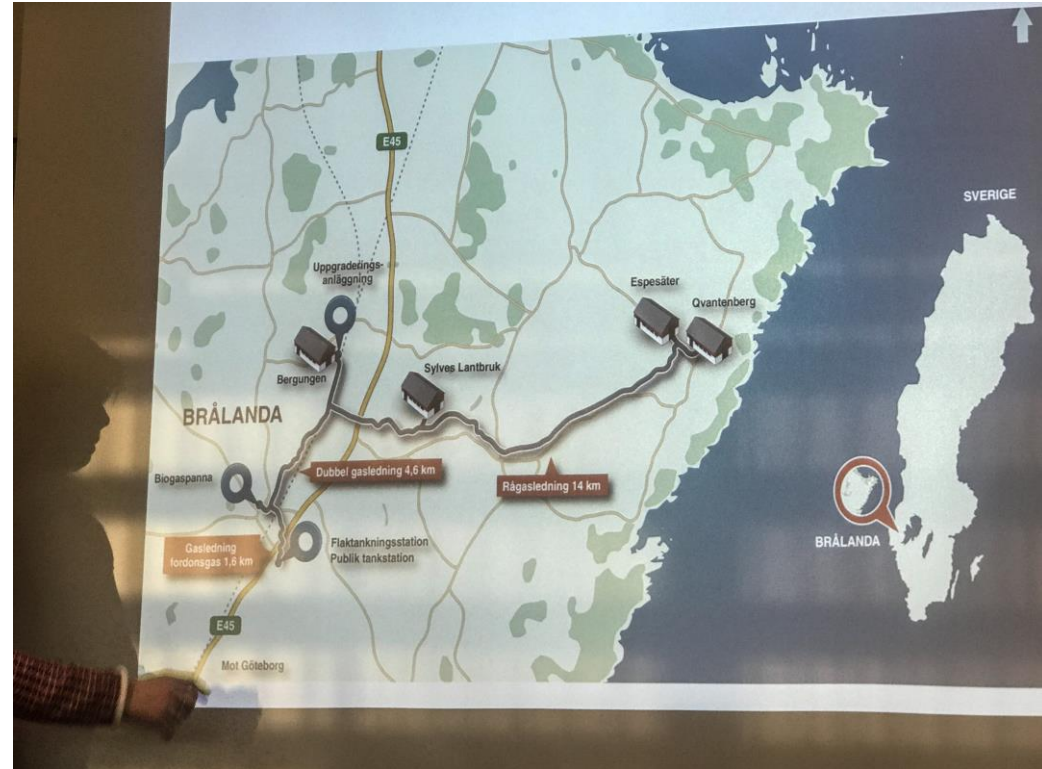 E45
SVERIGE
Uppgraderings-
anläggning
Espesäter
Qvantenberg
Bergungen
Sylves Lantbruk
BRÅLANDA
Biogaspanna
Dubbel gasledning 4,6 km
Rågasledning 14 km
Gasledning
fordonsgas 1,6 km
Flaktankningsstation
Publik tankstation
BRÅLANDA
E45
Mot Göteborg